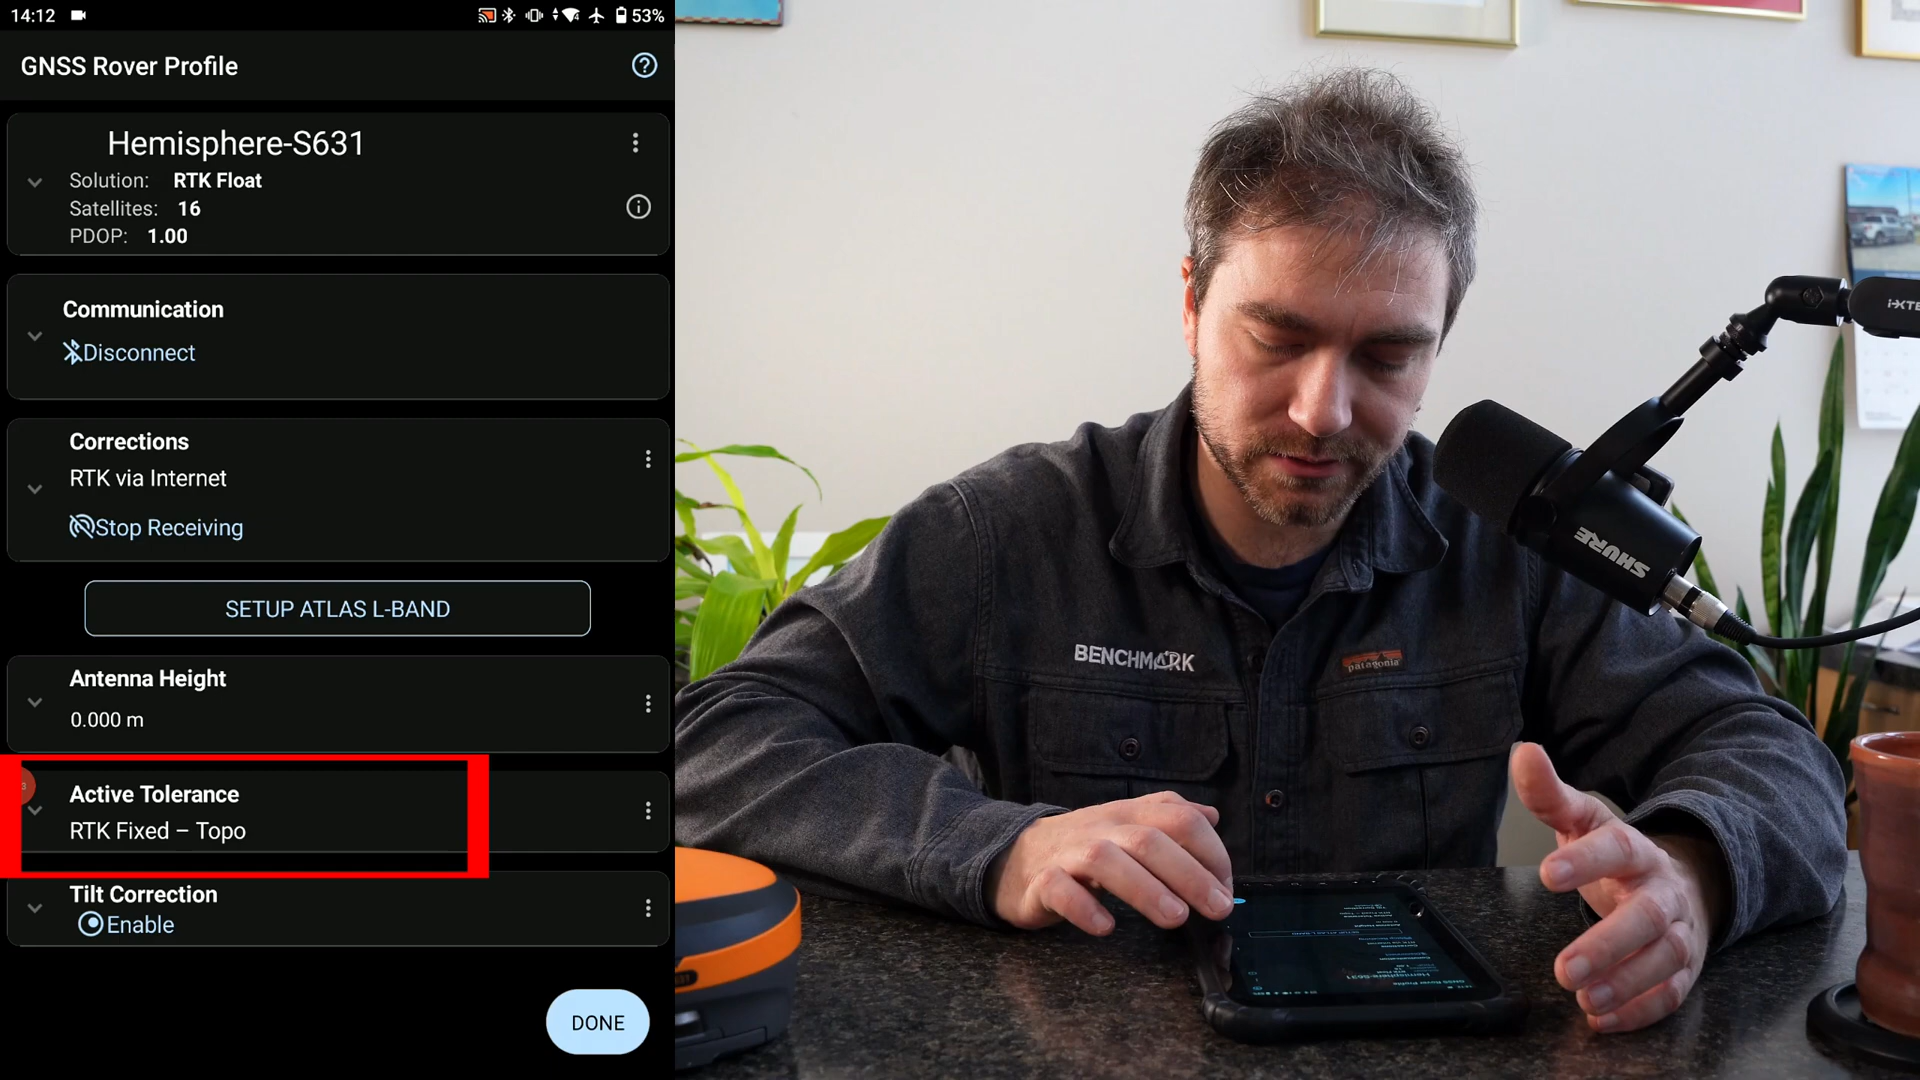 14:12
53%
GNSS Rover Profile
Hemisphere-S631
Solution: RTK Float
Satellites: 16
PDOP: 1.00
Communication
Disconnect
Corrections
RTK via Internet
Stop Receiving
SETUP ATLAS L-BAND
Antenna Height
0.000 m
3
Active Tolerance
RTK Fixed – Topo
Tilt Correction
Enable
DONE
BENCHMARK
patagonia
SHURE